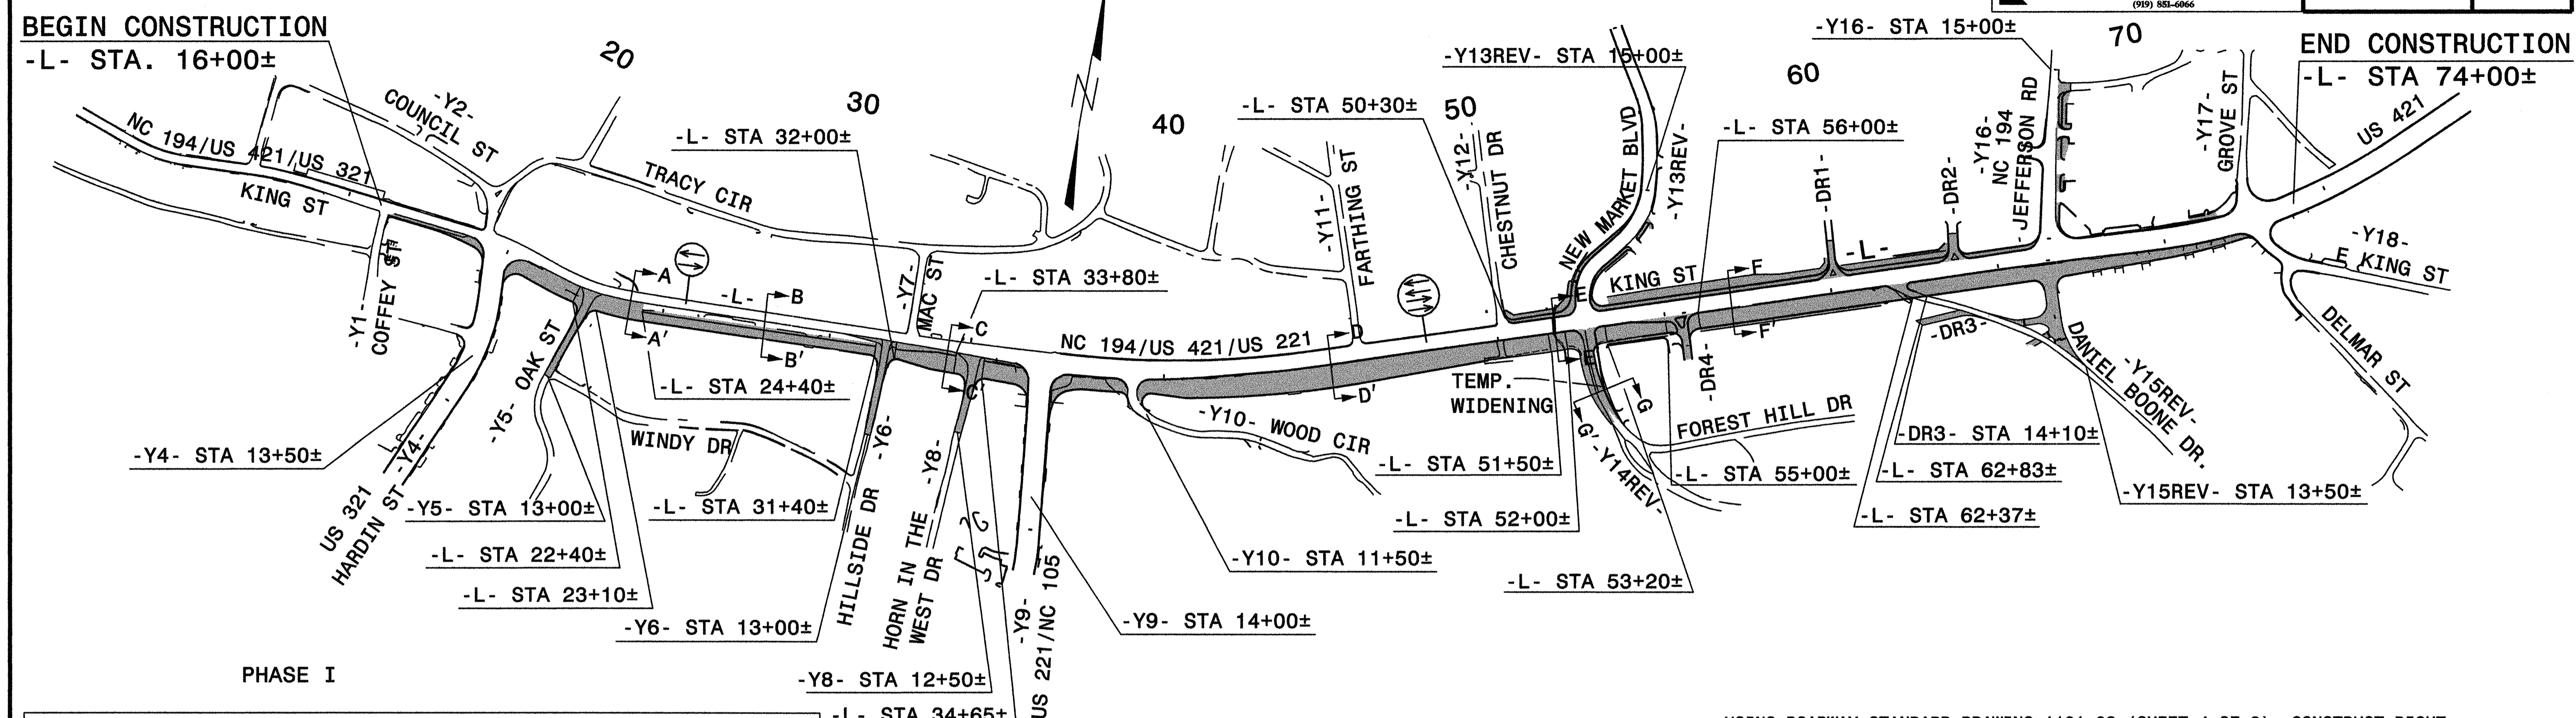 (919) 851-6066
BEGIN CONSTRUCTION
-L- STA. 16+00±
20
30
40
50
60
70
END CONSTRUCTION
-L- STA 74+00±
-Y16- STA 15+00±
-Y13REV- STA 15+00±
-L- STA 50+30±
-L- STA 56+00±
-L- STA 32+00±
-L- STA 33+80±
-Y2-
COUNCIL ST
NC 194/US 421/US 321
KING ST
TRACY CIR
-Y1-
COFFEY ST
-L-
A
A'
B
B'
-Y7-
MAC ST
C
C'
NC 194/US 421/US 221
-Y11-
FARTHING ST
D
D'
-Y12-
CHESTNUT DR
NEW MARKET BLVD
-Y13REV-
E
E'
KING ST
F
F'
-DR1-
-L-
-DR2-
-Y16-
NC 194
JEFFERSON RD
-Y17-
GROVE ST
US 421
-Y18-
E KING ST
DELMAR ST
-Y15REV-
DANIEL BOONE DR.
-DR3-
-DR4-
G
G'
-Y14REV-
FOREST HILL DR
TEMP.
WIDENING
-Y10- WOOD CIR
-Y5- OAK ST
-L- STA 24+40±
WINDY DR
-Y6-
HILLSIDE DR
-Y8-
HORN IN THE
WEST DR
-Y9-
US 221/NC 105
-Y4-
US 321
HARDIN ST
-Y4- STA 13+50±
-Y5- STA 13+00±
-L- STA 22+40±
-L- STA 23+10±
-L- STA 31+40±
-Y6- STA 13+00±
-Y8- STA 12+50±
-L- STA 34+65±
-Y9- STA 14+00±
-Y10- STA 11+50±
-L- STA 51+50±
-L- STA 52+00±
-L- STA 53+20±
-L- STA 55+00±
-DR3- STA 14+10±
-L- STA 62+83±
-L- STA 62+37±
-Y15REV- STA 13+50±
PHASE I